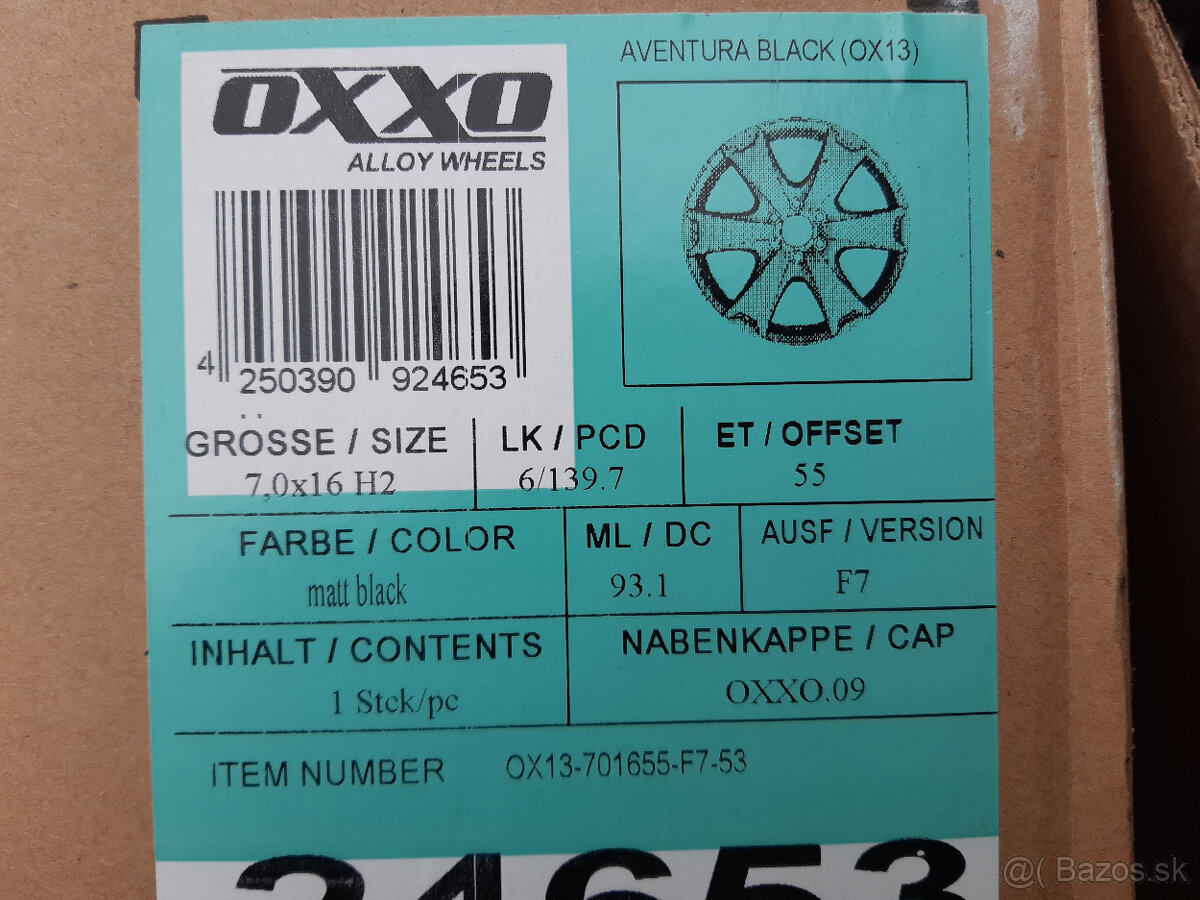 OXXO
ALLOY WHEELS
AVENTURA BLACK (OX13)
4 250390 924653
GRÖSSE / SIZE
7,0x16 H2
LK / PCD
6/139.7
ET / OFFSET
55
FARBE / COLOR
matt black
ML / DC
93.1
AUSF / VERSION
F7
INHALT / CONTENTS
1 Stck/pc
NABENKAPPE / CAP
OXXO.09
ITEM NUMBER OX13-701655-F7-53
24653
@( Bazos.sk